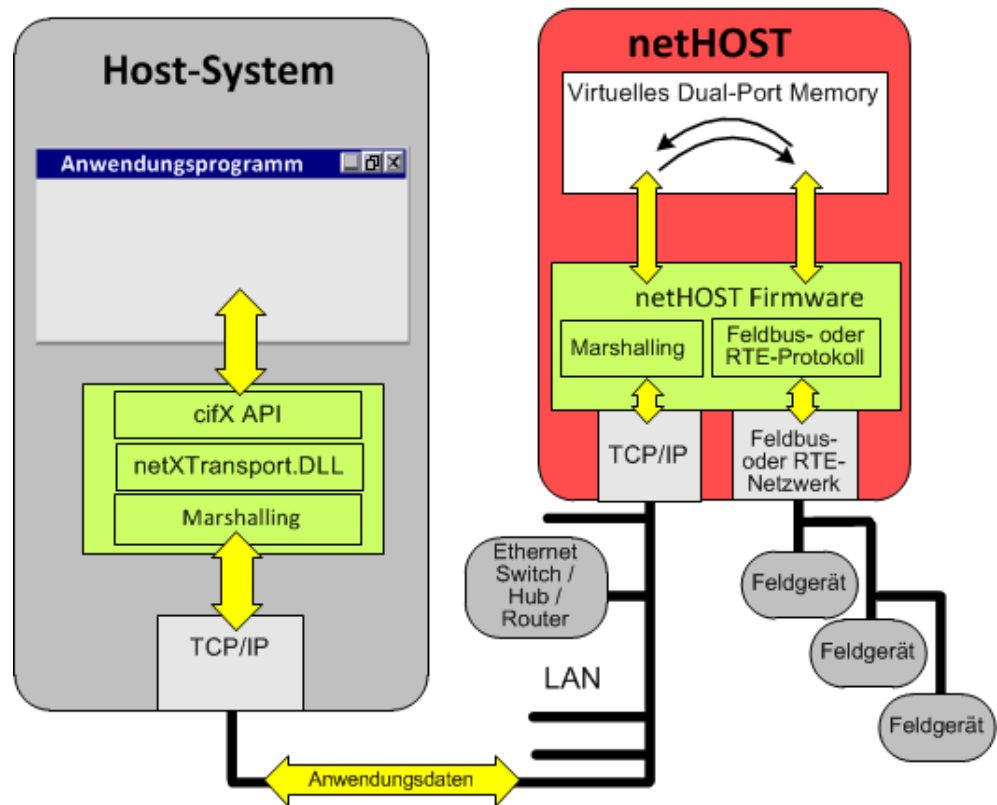 Host-System
Anwendungsprogramm
cifX API
netXTransport.DLL
Marshalling
TCP/IP
netHOST
Virtuelles Dual-Port Memory
netHOST Firmware
Marshalling
Feldbus- oder
RTE-Protokoll
TCP/IP
Feldbus-
oder RTE-
Netzwerk
Ethernet
Switch /
Hub /
Router
Feldgerät
Feldgerät
Feldgerät
LAN
Anwendungsdaten